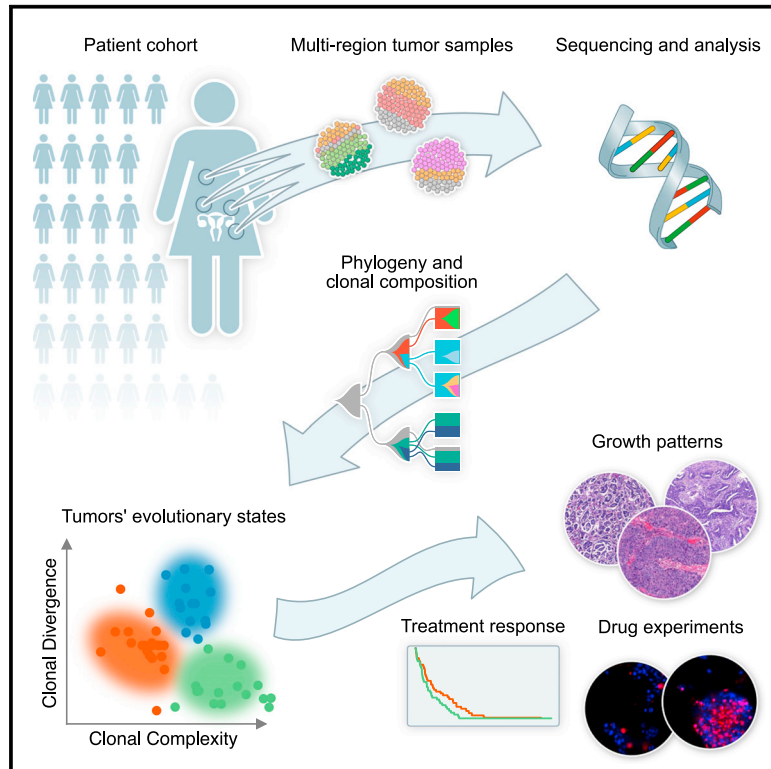 Patient cohort
Multi-region tumor samples
Sequencing and analysis
Phylogeny and
clonal composition
Growth patterns
Tumors' evolutionary states
Clonal Divergence
Clonal Complexity
Treatment response
Drug experiments